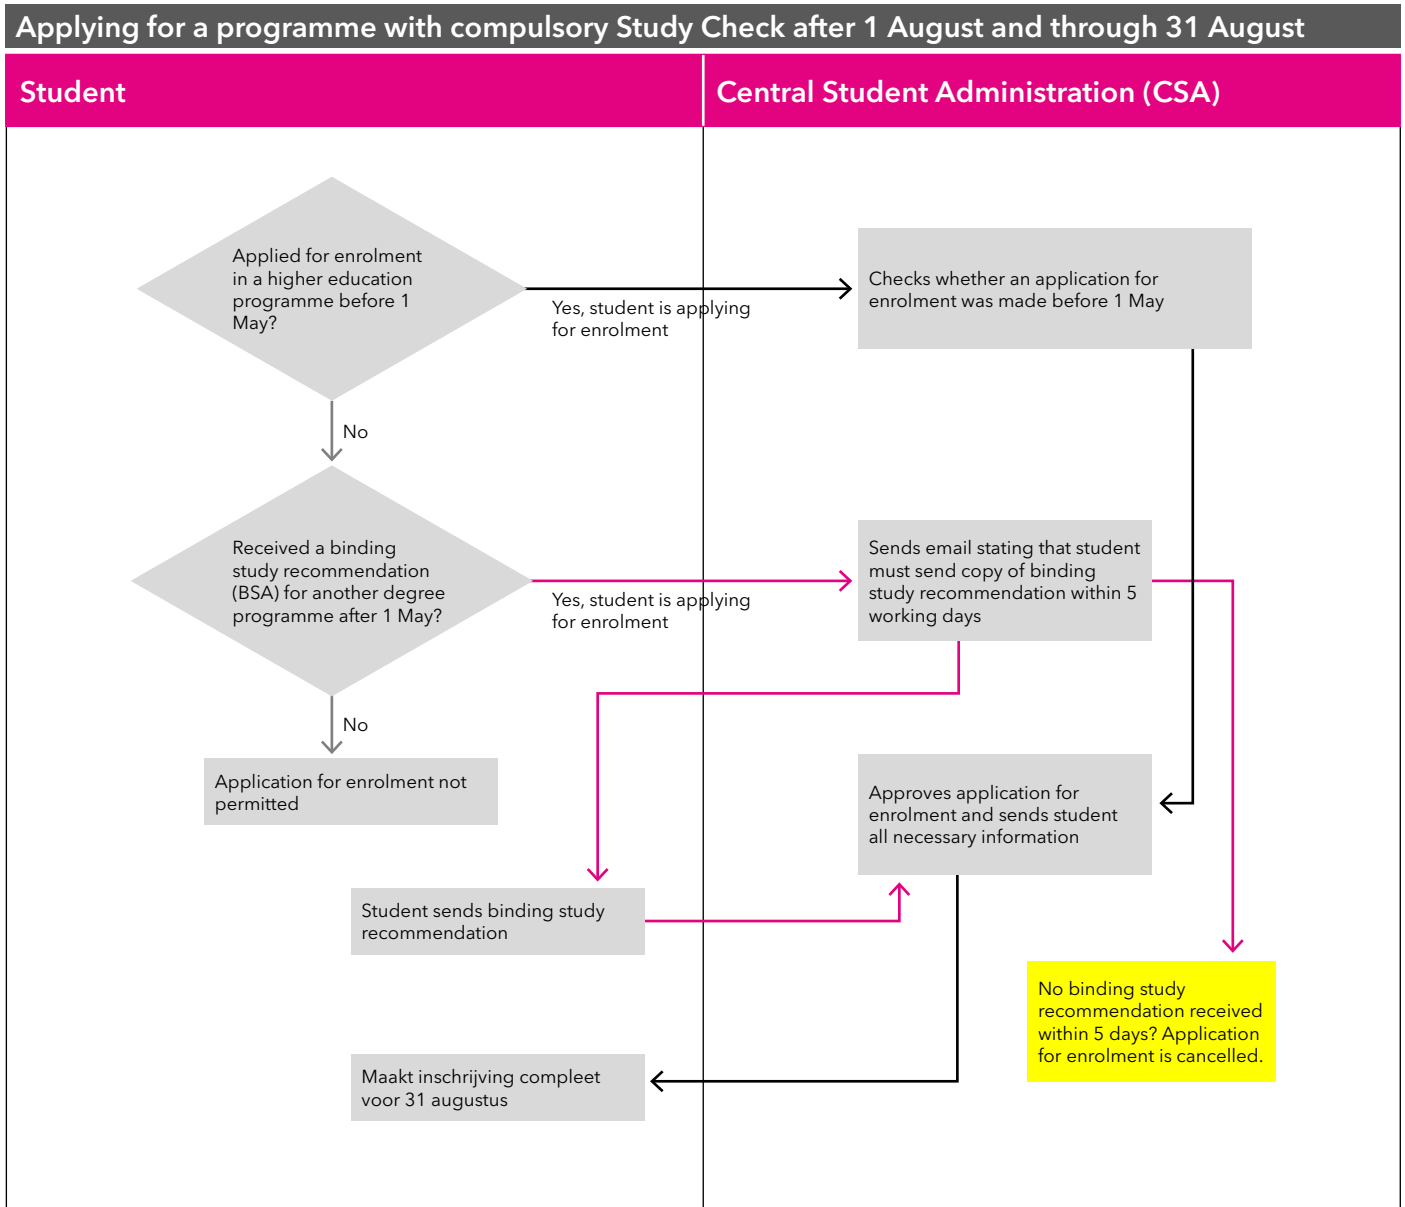 Applying for a programme with compulsory Study Check after 1 August and through 31 August
Student
Central Student Administration (CSA)
Applied for enrolment
in a higher education
programme before 1
May?
Yes, student is applying
for enrolment
Checks whether an application for
enrolment was made before 1 May
No
Received a binding
study recommendation
(BSA) for another degree
programme after 1 May?
Yes, student is applying
for enrolment
Sends email stating that student
must send copy of binding
study recommendation within 5
working days
No
Application for enrolment not
permitted
Approves application for
enrolment and sends student
all necessary information
Student sends binding study
recommendation
No binding study
recommendation received
within 5 days? Application
for enrolment is cancelled.
Maakt inschrijving compleet
voor 31 augustus